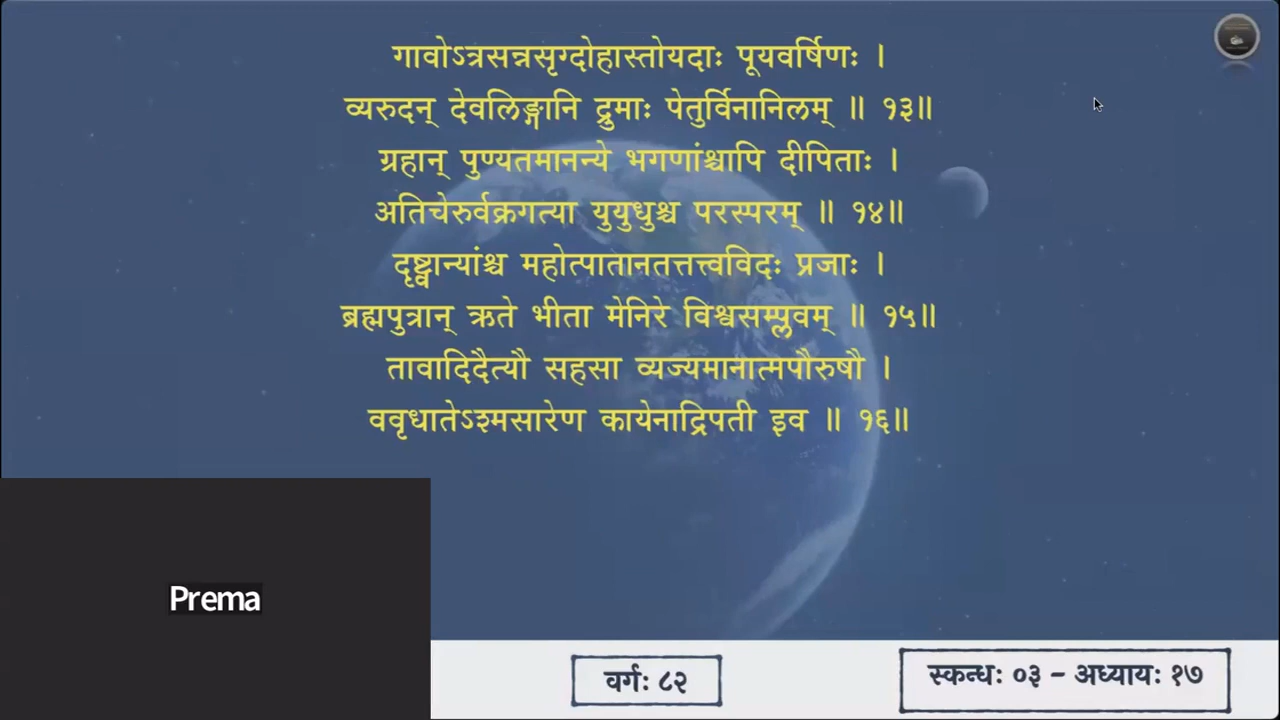 गावोऽत्रसन्नसृग्दोहास्तोयदाः पूयवर्षिणः ।
व्यरुदन् देवलिङ्गानि द्रुमाः पेतुर्विनानिलम् ॥ १३॥
ग्रहान् पुण्यतमानन्ये भगणांश्चापि दीपिताः ।
अतिचेरुर्वक्रगत्या युयुधुश्च परस्परम् ॥ १४॥
दृष्ट्वान्यांश्च महोत्पातानतत्तत्त्वविदः प्रजाः ।
ब्रह्मपुत्रान् ऋते भीता मेनिरे विश्वसम्प्लवम् ॥ १५॥
तावादिदैत्यौ सहसा व्यज्यमानात्मपौरुषौ ।
ववृधातेऽश्मसारेण कायेनाद्रिपती इव ॥ १६॥
Prema
वर्गः ८२
स्कन्धः ०३ - अध्यायः १७